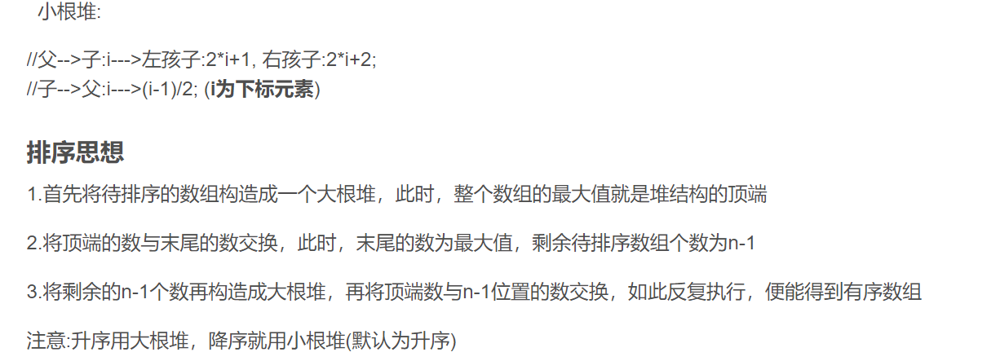 小根堆:
//父-->子:i--->左孩子:2*i+1, 右孩子:2*i+2;
//子-->父:i--->(i-1)/2; (i为下标元素)
排序思想
1.首先将待排序的数组构造成一个大根堆，此时，整个数组的最大值就是堆结构的顶端
2.将顶端的数与末尾的数交换，此时，末尾的数为最大值，剩余待排序数组个数为n-1
3.将剩余的n-1个数再构造成大根堆，再将顶端数与n-1位置的数交换，如此反复执行，便能得到有序数组
注意:升序用大根堆，降序就用小根堆(默认为升序)